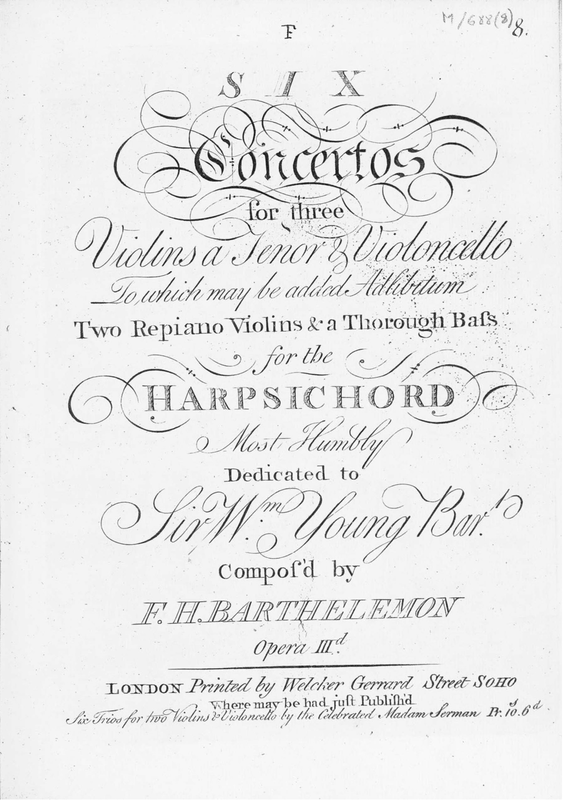 M/688(8)
8.
F
SIX
Concertos
for three
Violins a Tenor & Violoncello
To which may be added Adlibitum
Two Repiano Violins & a Thorough Baſs
for the
HARPSICHORD
Most Humbly
Dedicated to
Sir Wm. Young Bart.
Compoſ'd by
F. H. BARTHELEMON
Opera IIId.
LONDON Printed by Welcker Gerrard Street SOHO
Where may be had juſt Publiſh'd
Six Trios for two Violins & Violoncello by the Celebrated Madam Serman Pr. 10s. 6d